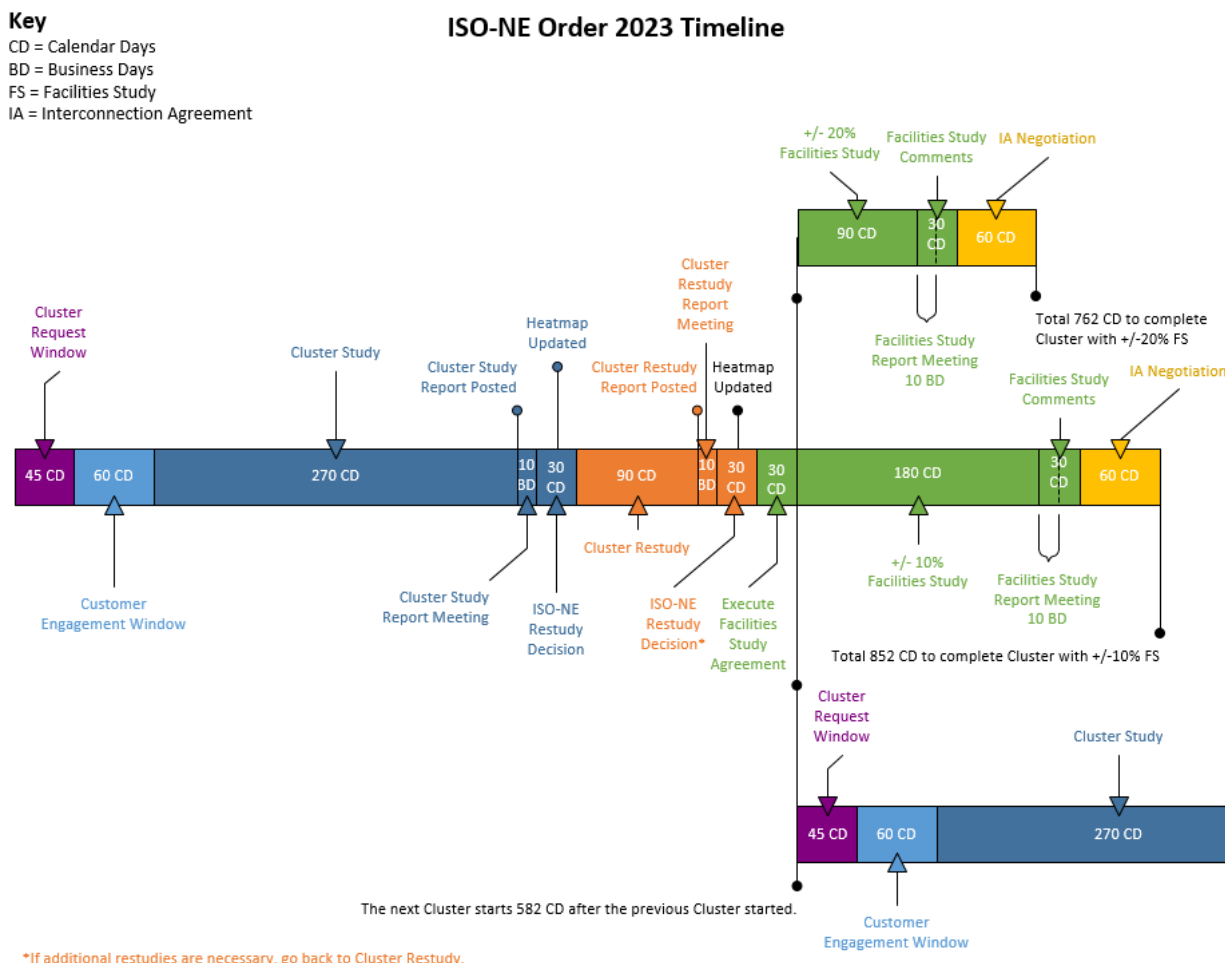 Key
CD = Calendar Days
BD = Business Days
FS = Facilities Study
IA = Interconnection Agreement
ISO-NE Order 2023 Timeline
+/- 20%
Facilities Study
Facilities Study
Comments
IA Negotiation
90 CD
30
CD
60 CD
Facilities Study
Report Meeting
10 BD
Total 762 CD to complete
Cluster with +/-20% FS
Cluster
Request
Window
Cluster Study
Cluster Study
Report Posted
Heatmap
Updated
Cluster Restudy
Report Posted
Cluster
Restudy
Report
Meeting
Heatmap
Updated
Facilities Study
Comments
IA Negotiation
45 CD
60 CD
270 CD
10
BD
30
CD
90 CD
10
BD
30
CD
30
CD
180 CD
30
CD
60 CD
Customer
Engagement Window
Cluster Study
Report Meeting
ISO-NE
Restudy
Decision
Cluster Restudy
ISO-NE
Restudy
Decision*
Execute
Facilities
Study
Agreement
+/- 10%
Facilities Study
Facilities Study
Report Meeting
10 BD
Total 852 CD to complete Cluster with +/-10% FS
Cluster
Request
Window
Cluster Study
45 CD
60 CD
270 CD
Customer
Engagement Window
The next Cluster starts 582 CD after the previous Cluster started.
*If additional restudies are necessary, go back to Cluster Restudy.